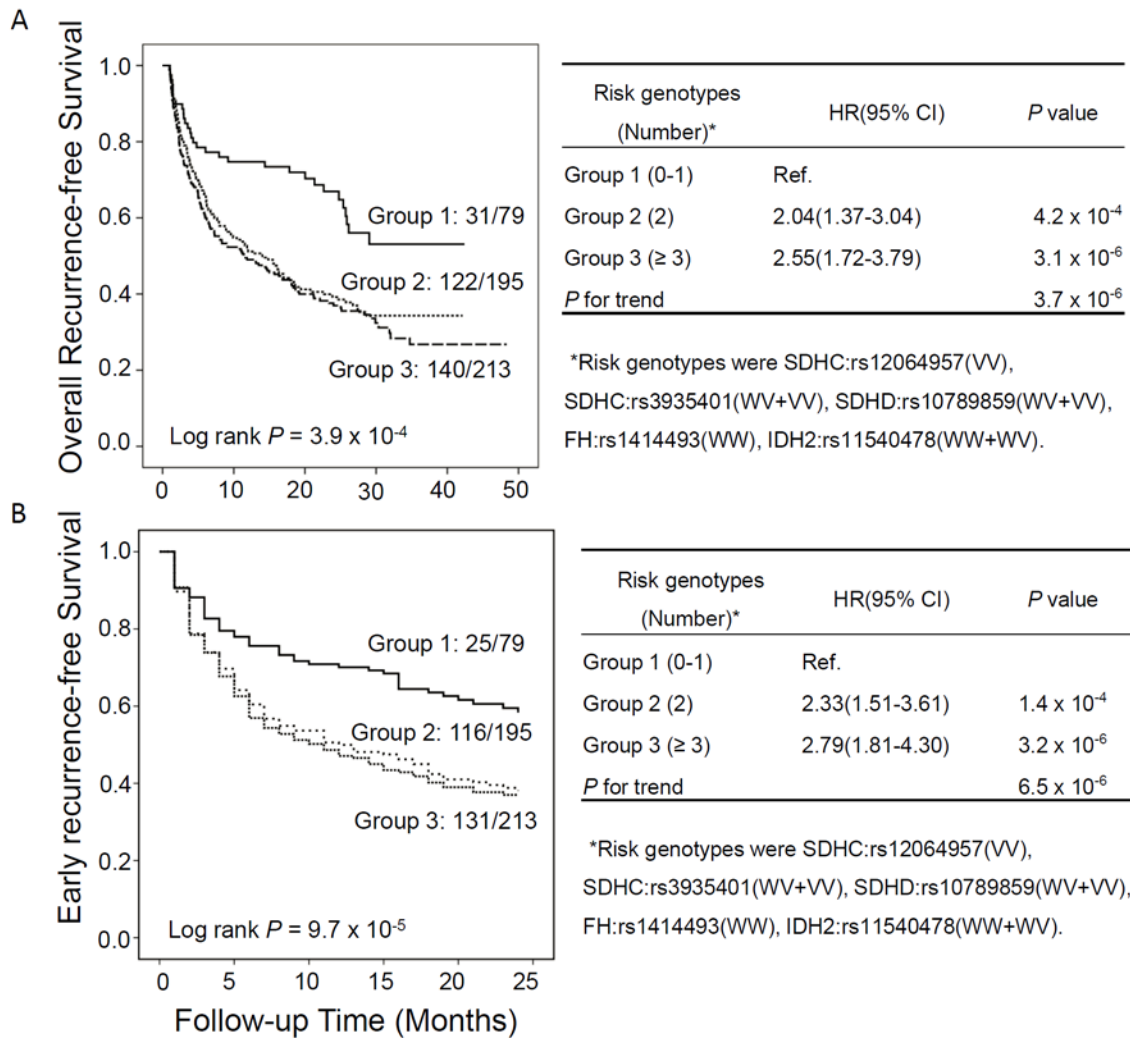 A
Overall Recurrence-free Survival
1.0
0.8
0.6
0.4
0.2
0.0
Group 1: 31/79
Group 2: 122/195
Group 3: 140/213
Log rank P = 3.9 x 10-4
0 10 20 30 40 50
Risk genotypes
(Number)* HR(95% CI) P value
Group 1 (0-1) Ref.
Group 2 (2) 2.04(1.37-3.04) 4.2 x 10-4
Group 3 (≥ 3) 2.55(1.72-3.79) 3.1 x 10-6
P for trend 3.7 x 10-6
*Risk genotypes were SDHC:rs12064957(VV),
SDHC:rs3935401(WV+VV), SDHD:rs10789859(WV+VV),
FH:rs1414493(WW), IDH2:rs11540478(WW+WV).
B
Early recurrence-free Survival
1.0
0.8
0.6
0.4
0.2
0.0
Group 1: 25/79
Group 2: 116/195
Group 3: 131/213
Log rank P = 9.7 x 10-5
0 5 10 15 20 25
Follow-up Time (Months)
Risk genotypes
(Number)* HR(95% CI) P value
Group 1 (0-1) Ref.
Group 2 (2) 2.33(1.51-3.61) 1.4 x 10-4
Group 3 (≥ 3) 2.79(1.81-4.30) 3.2 x 10-6
P for trend 6.5 x 10-6
*Risk genotypes were SDHC:rs12064957(VV),
SDHC:rs3935401(WV+VV), SDHD:rs10789859(WV+VV),
FH:rs1414493(WW), IDH2:rs11540478(WW+WV).